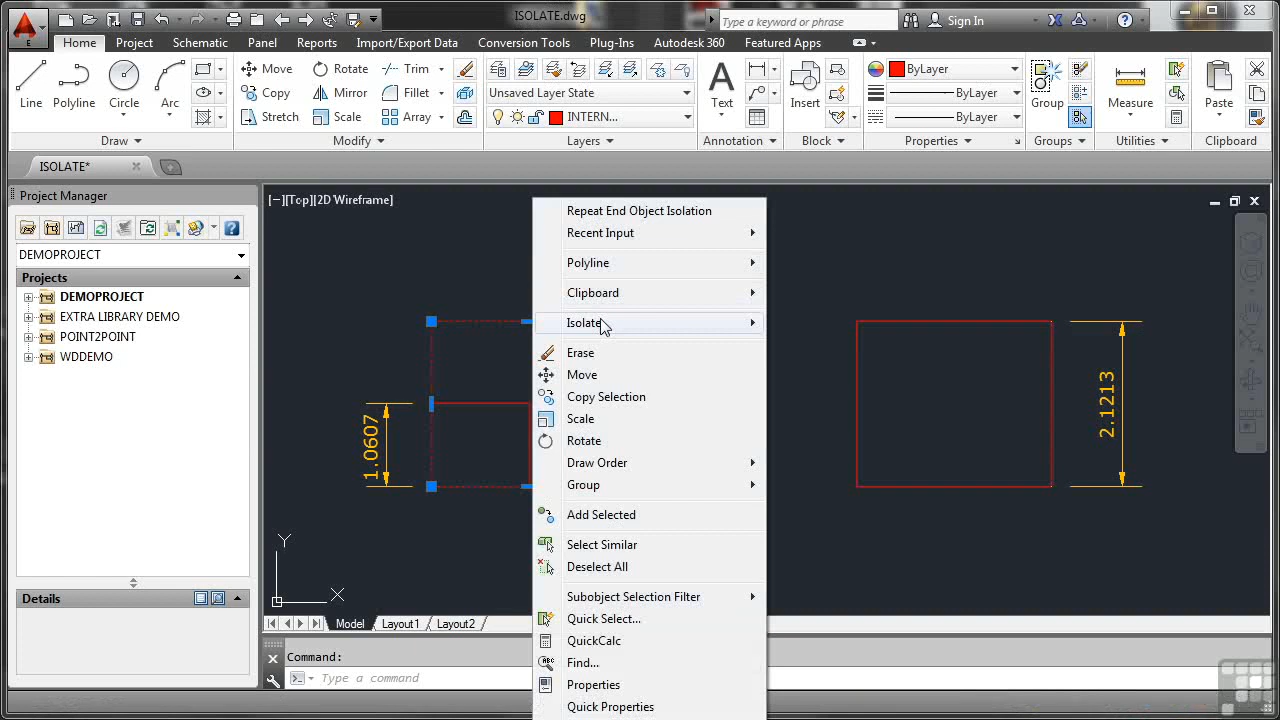 ISOLATE.dwg
Type a keyword or phrase
Sign In
E
Home Project Schematic Panel Reports Import/Export Data Conversion Tools Plug-Ins Autodesk 360 Featured Apps
Line Polyline Circle Arc
Move Rotate Trim
Copy Mirror Fillet
Stretch Scale Array
Unsaved Layer State
INTERN...
Text
Insert
ByLayer
ByLayer
ByLayer
Group
Measure
Paste
Draw Modify Layers Annotation Block Properties Groups Utilities Clipboard
ISOLATE*
Project Manager
DEMOPROJECT
Projects
DEMOPROJECT
EXTRA LIBRARY DEMO
POINT2POINT
WDDEMO
Details
[−][Top][2D Wireframe]
1.0607
2.1213
Y
X
Repeat End Object Isolation
Recent Input
Polyline
Clipboard
Isolate
Erase
Move
Copy Selection
Scale
Rotate
Draw Order
Group
Add Selected
Select Similar
Deselect All
Subobject Selection Filter
Quick Select...
QuickCalc
Find...
Properties
Quick Properties
Model Layout1 Layout2
Command:
Type a command